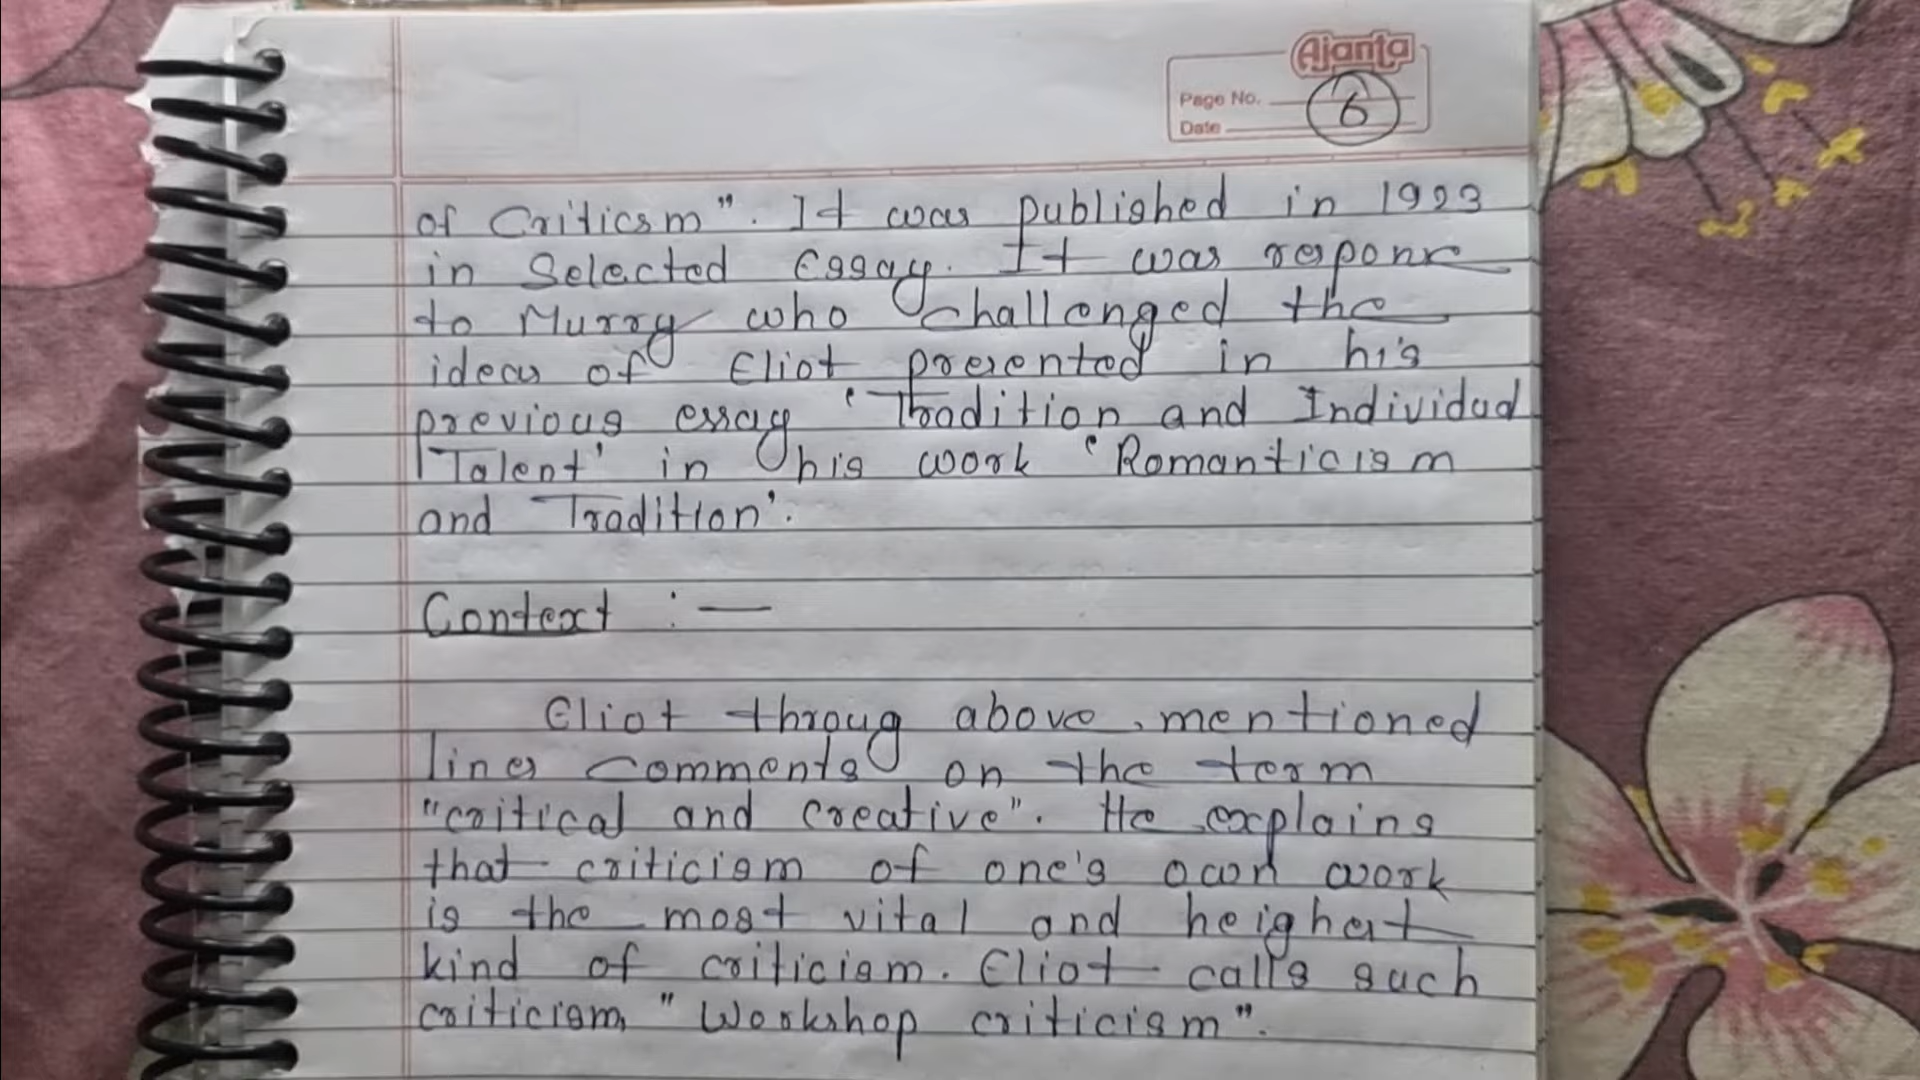 Ajanta
Page No. 6
Date
of Criticsm". It was published in 1923
in Selected Essay. It was response
to Murry who challenged the
ideas of Eliot presented in his
previous essay 'Tradition and Individual
Talent' in his work 'Romanticism
and Tradition'.
Context :—
Eliot throug above mentioned
lines comments on the term
"critical and creative". He explains
that criticism of one's own work
is the most vital and heighest
kind of criticism. Eliot calls such
criticism, "Workshop criticism".